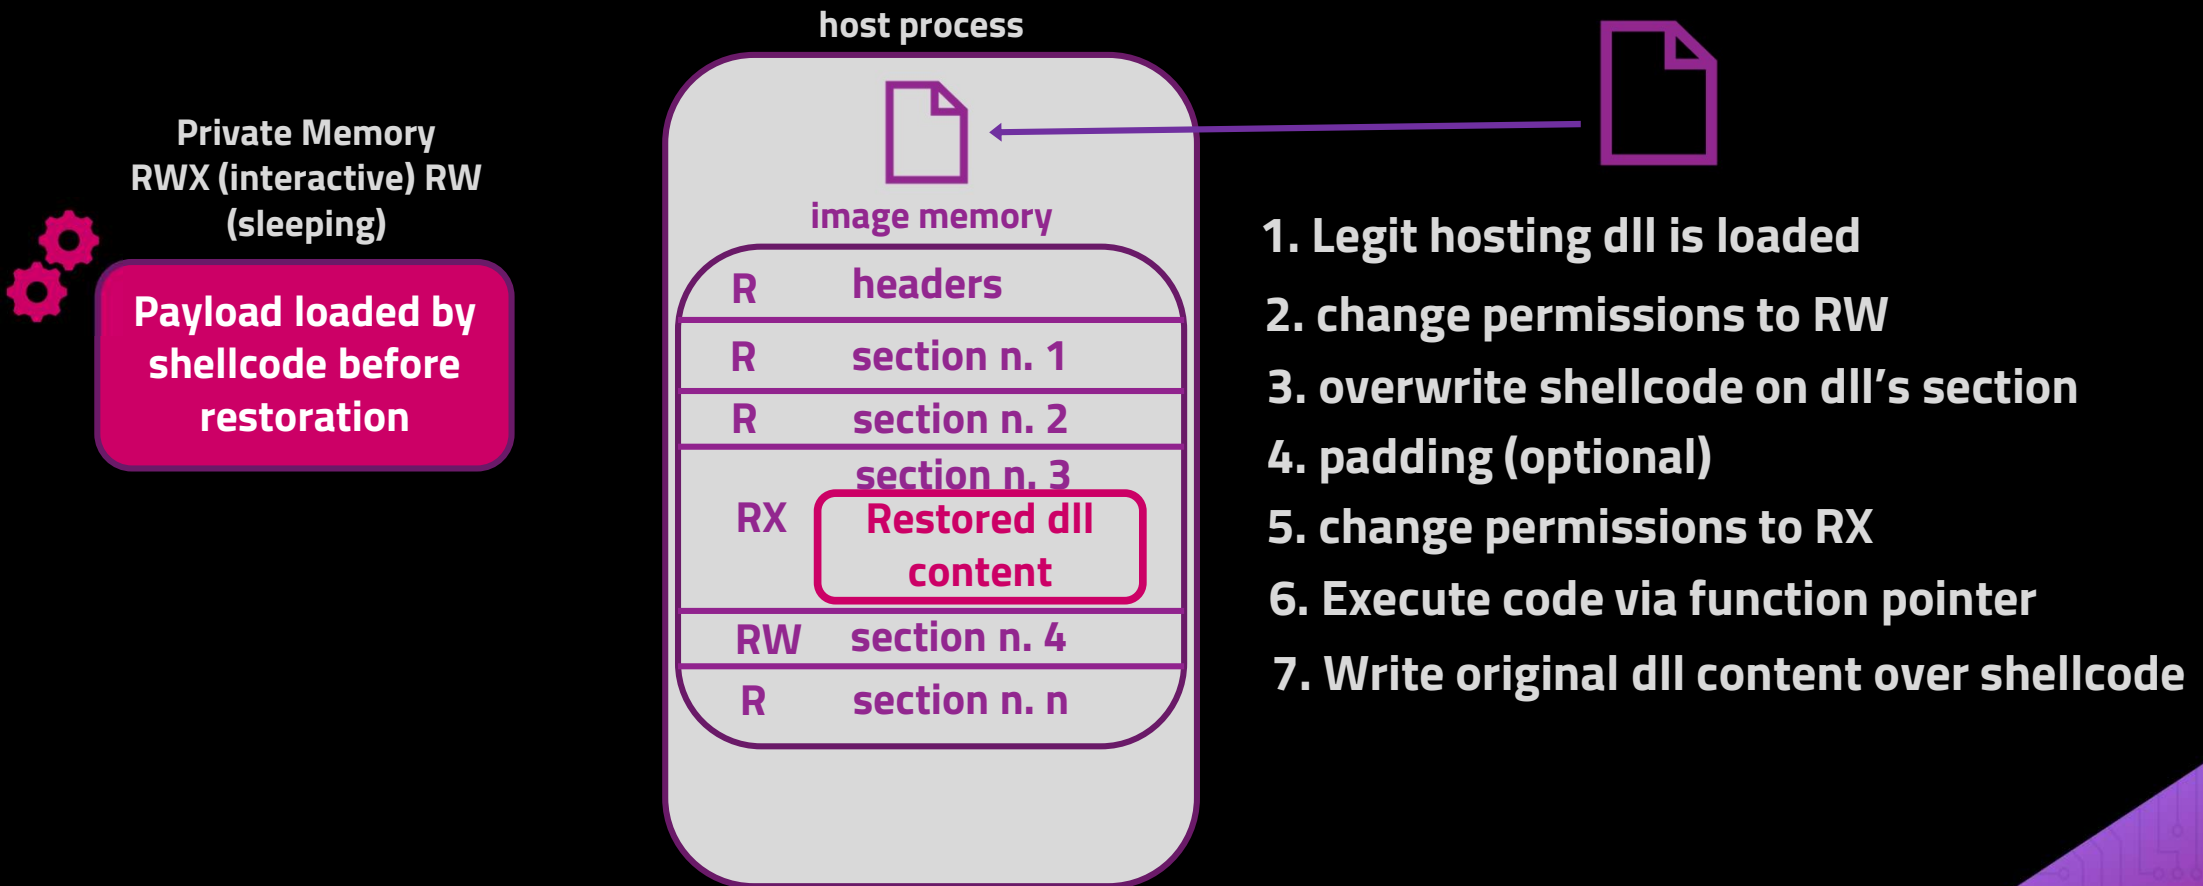 host process
Private Memory
RWX (interactive) RW
(sleeping)
Payload loaded by
shellcode before
restoration
image memory
R headers
R section n. 1
R section n. 2
section n. 3
RX
Restored dll
content
RW section n. 4
R section n. n
1. Legit hosting dll is loaded
2. change permissions to RW
3. overwrite shellcode on dll’s section
4. padding (optional)
5. change permissions to RX
6. Execute code via function pointer
7. Write original dll content over shellcode